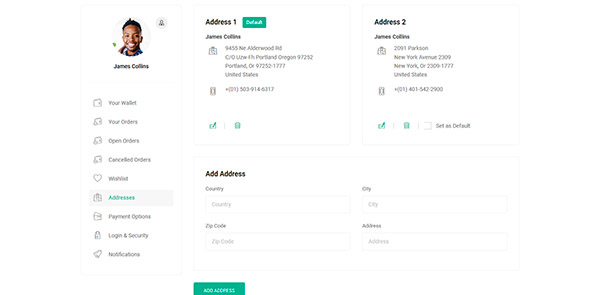 James Collins
Your Wallet
Your Orders
Open Orders
Cancelled Orders
Wishlist
Addresses
Payment Options
Login & Security
Notifications
Address 1 Default
James Collins
9455 Ne Alderwood Rd
C/O Uzw Fh Portland Oregon 97252
Portland, Or 97252-1777
United States
+(01) 503-914-6317
Address 2
James Collins
2091 Parkson
New York Avenue 2309
New York, Or 2309-1777
United States
+(01) 401-542-2900
Set as Default
Add Address
Country
City
Country
City
Zip Code
Address
Zip Code
Address
ADD ADDRESS